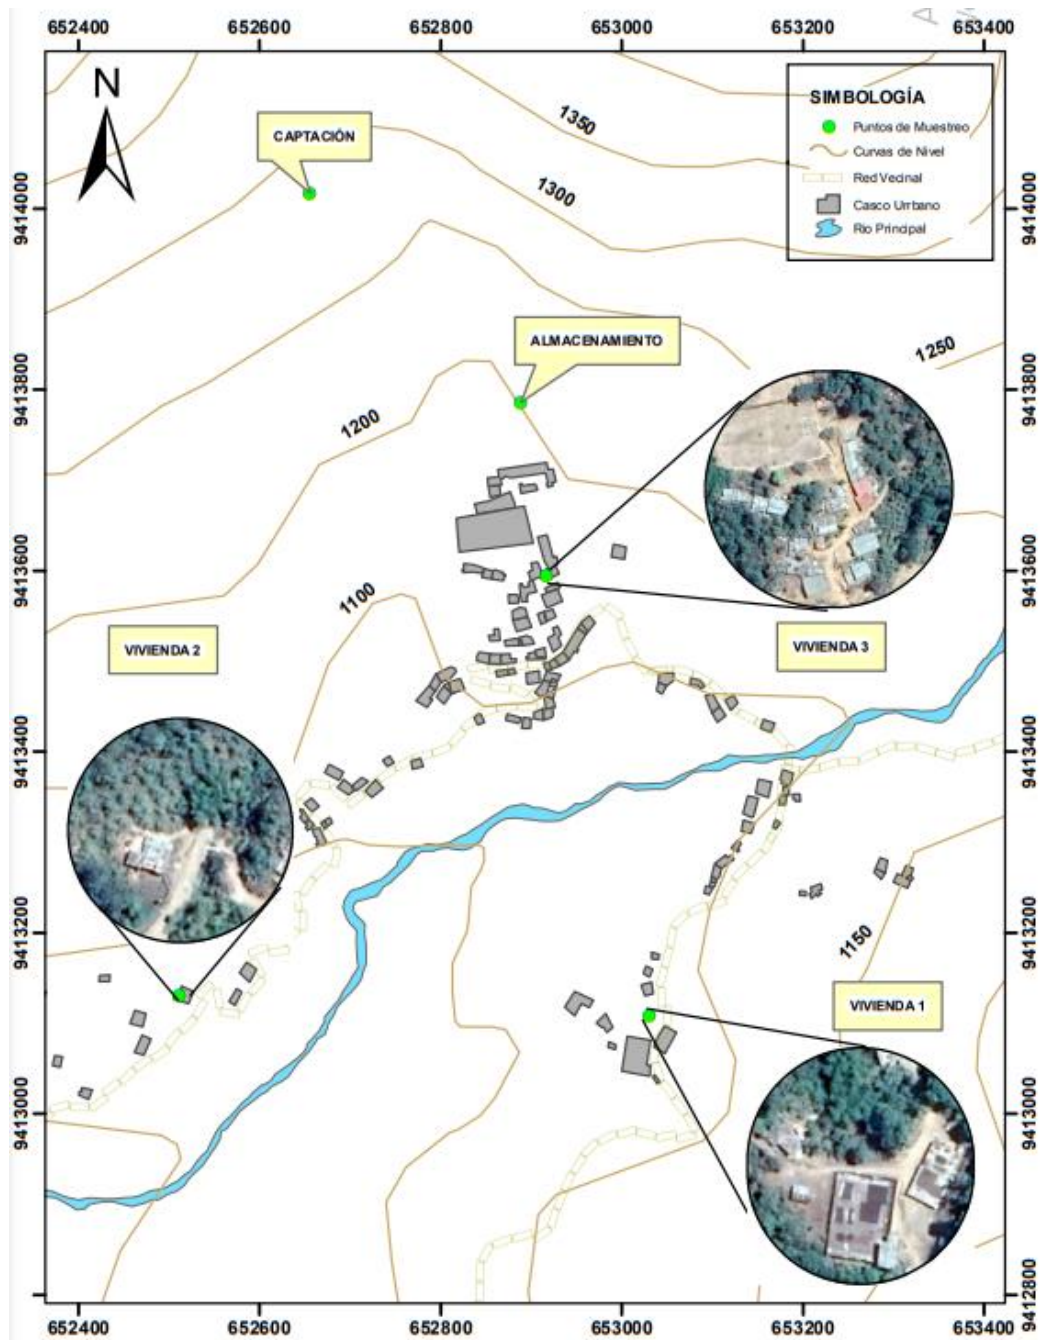 652400 652600 652800 653000 653200 653400
N
SIMBOLOGÍA
Puntos de Muestreo
Curvas de Nivel
Red Vecinal
Casco Urrbano
Río Principal
CAPTACIÓN
1350
1300
9414000 9414000
ALMACENAMIENTO
1250
9413800 9413800
1200
9413600 9413600
1100
VIVIENDA 2
VIVIENDA 3
9413400 9413400
9413200 9413200
1150
VIVIENDA 1
9413000 9413000
9412800
652400 652600 652800 653000 653200 653400